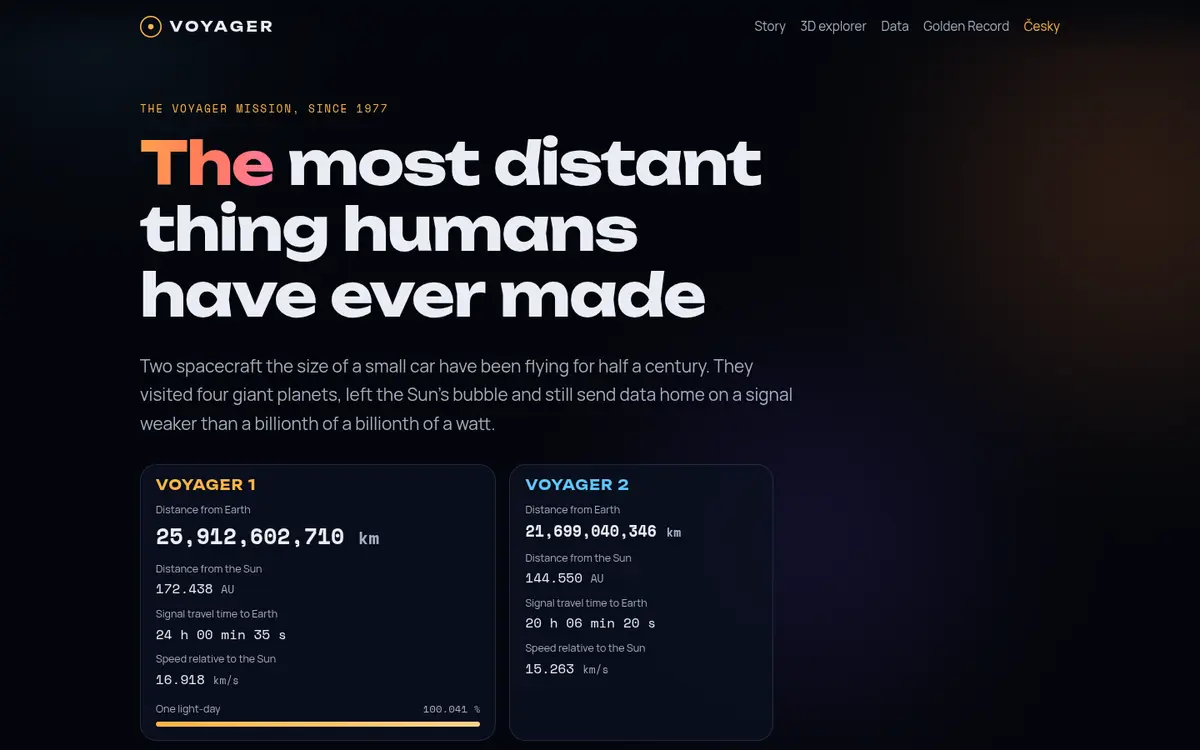 VOYAGER
Story 3D explorer Data Golden Record Česky
THE VOYAGER MISSION, SINCE 1977
The most distant
thing humans
have ever made
Two spacecraft the size of a small car have been flying for half a century. They
visited four giant planets, left the Sun's bubble and still send data home on a signal
weaker than a billionth of a billionth of a watt.
VOYAGER 1
Distance from Earth
25,912,602,710 km
Distance from the Sun
172.438 AU
Signal travel time to Earth
24 h 00 min 35 s
Speed relative to the Sun
16.918 km/s
One light-day 100.041 %
VOYAGER 2
Distance from Earth
21,699,040,346 km
Distance from the Sun
144.550 AU
Signal travel time to Earth
20 h 06 min 20 s
Speed relative to the Sun
15.263 km/s